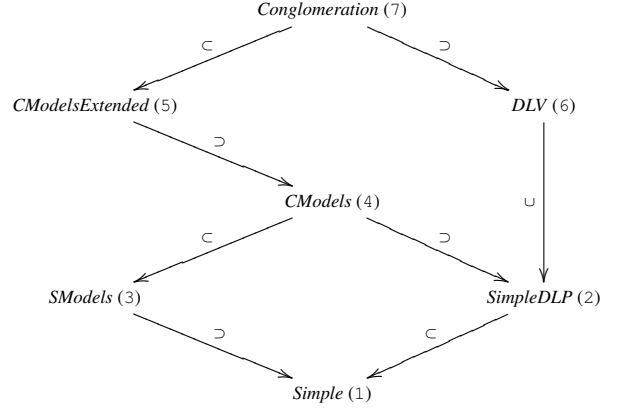 Conglomeration (7)
⊂ ⊃
CModelsExtended (5) DLV (6)
⊃
⊂
CModels (4)
⊂ ⊃
SModels (3) SimpleDLP (2)
⊃ ⊂
Simple (1)